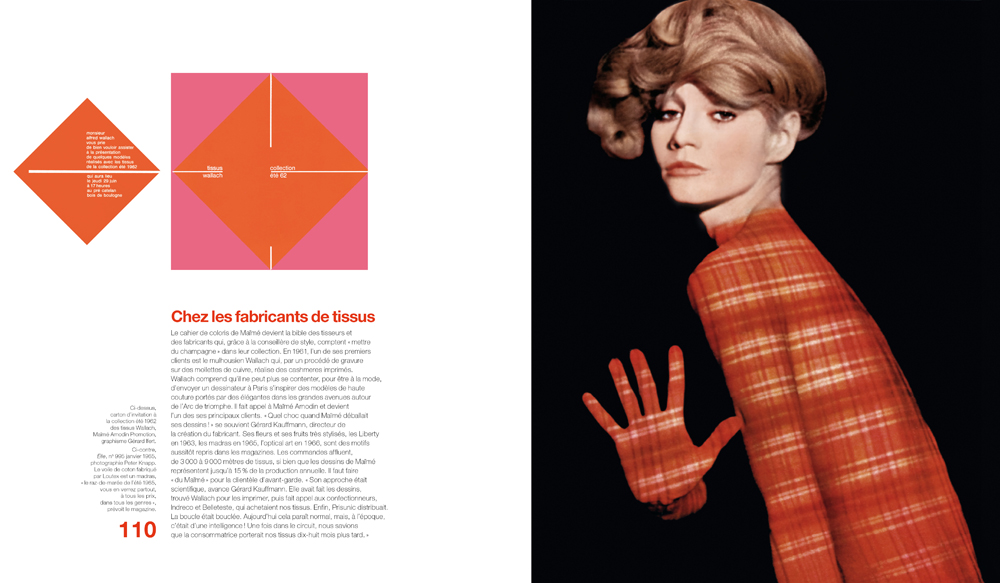 monsieur
alfred wallach
vous prie
de bien vouloir assister
à la présentation
de quelques modèles
réalisés avec les tissus
de la collection été 1962
qui aura lieu
le jeudi 29 juin
à 17 heures
au pré catelan
bois de boulogne
tissus
wallach
collection
été 62
Chez les fabricants de tissus
Le cahier de coloris de Maïmé devient la bible des tisseurs et
des fabricants qui, grâce à la conseillère de style, comptent « mettre
du champagne » dans leur collection. En 1961, l'un de ses premiers
clients est le mulhousien Wallach qui, par un procédé de gravure
sur des mollettes de cuivre, réalise des cashmeres imprimés.
Wallach comprend qu'il ne peut plus se contenter, pour être à la mode,
d'envoyer un dessinateur à Paris s'inspirer des modèles de haute
couture portés par des élégantes dans les grandes avenues autour
de l'Arc de triomphe. Il fait appel à Maïmé Arnodin et devient
l'un des ses principaux clients. « Quel choc quand Maïmé déballait
ses dessins ! » se souvient Gérard Kauffmann, directeur de
la création du fabricant. Ses fleurs et ses fruits très stylisés, les Liberty
en 1963, les madras en 1965, l'optical art en 1966, sont des motifs
aussitôt repris dans les magazines. Les commandes affluent,
de 3 000 à 9 000 mètres de tissus, si bien que les dessins de Maïmé
représentent jusqu'à 15 % de la production annuelle. Il faut faire
« du Maïmé » pour la clientèle d'avant-garde. « Son approche était
scientifique, avance Gérard Kauffmann. Elle avait fait les dessins,
trouvé Wallach pour les imprimer, puis fait appel aux confectionneurs,
Indreco et Belleteste, qui achetaient nos tissus. Enfin, Prisunic distribuait.
La boucle était bouclée. Aujourd'hui cela paraît normal, mais, à l'époque,
c'était d'une intelligence ! Une fois dans le circuit, nous savions
que la consommatrice porterait nos tissus dix-huit mois plus tard. »
Ci-dessus,
carton d'invitation à
la collection été 1962
des tissus Wallach,
Maïmé Arnodin Promotion,
graphisme Gérard Ifert.
Ci-contre,
Elle, n° 995 janvier 1965,
photographie Peter Knapp.
Le voile de coton fabriqué
par Loutex est un madras,
« le raz de marée de l'été 1965,
vous en verrez partout,
à tous les prix,
dans tous les genres »,
prévoit le magazine.
110